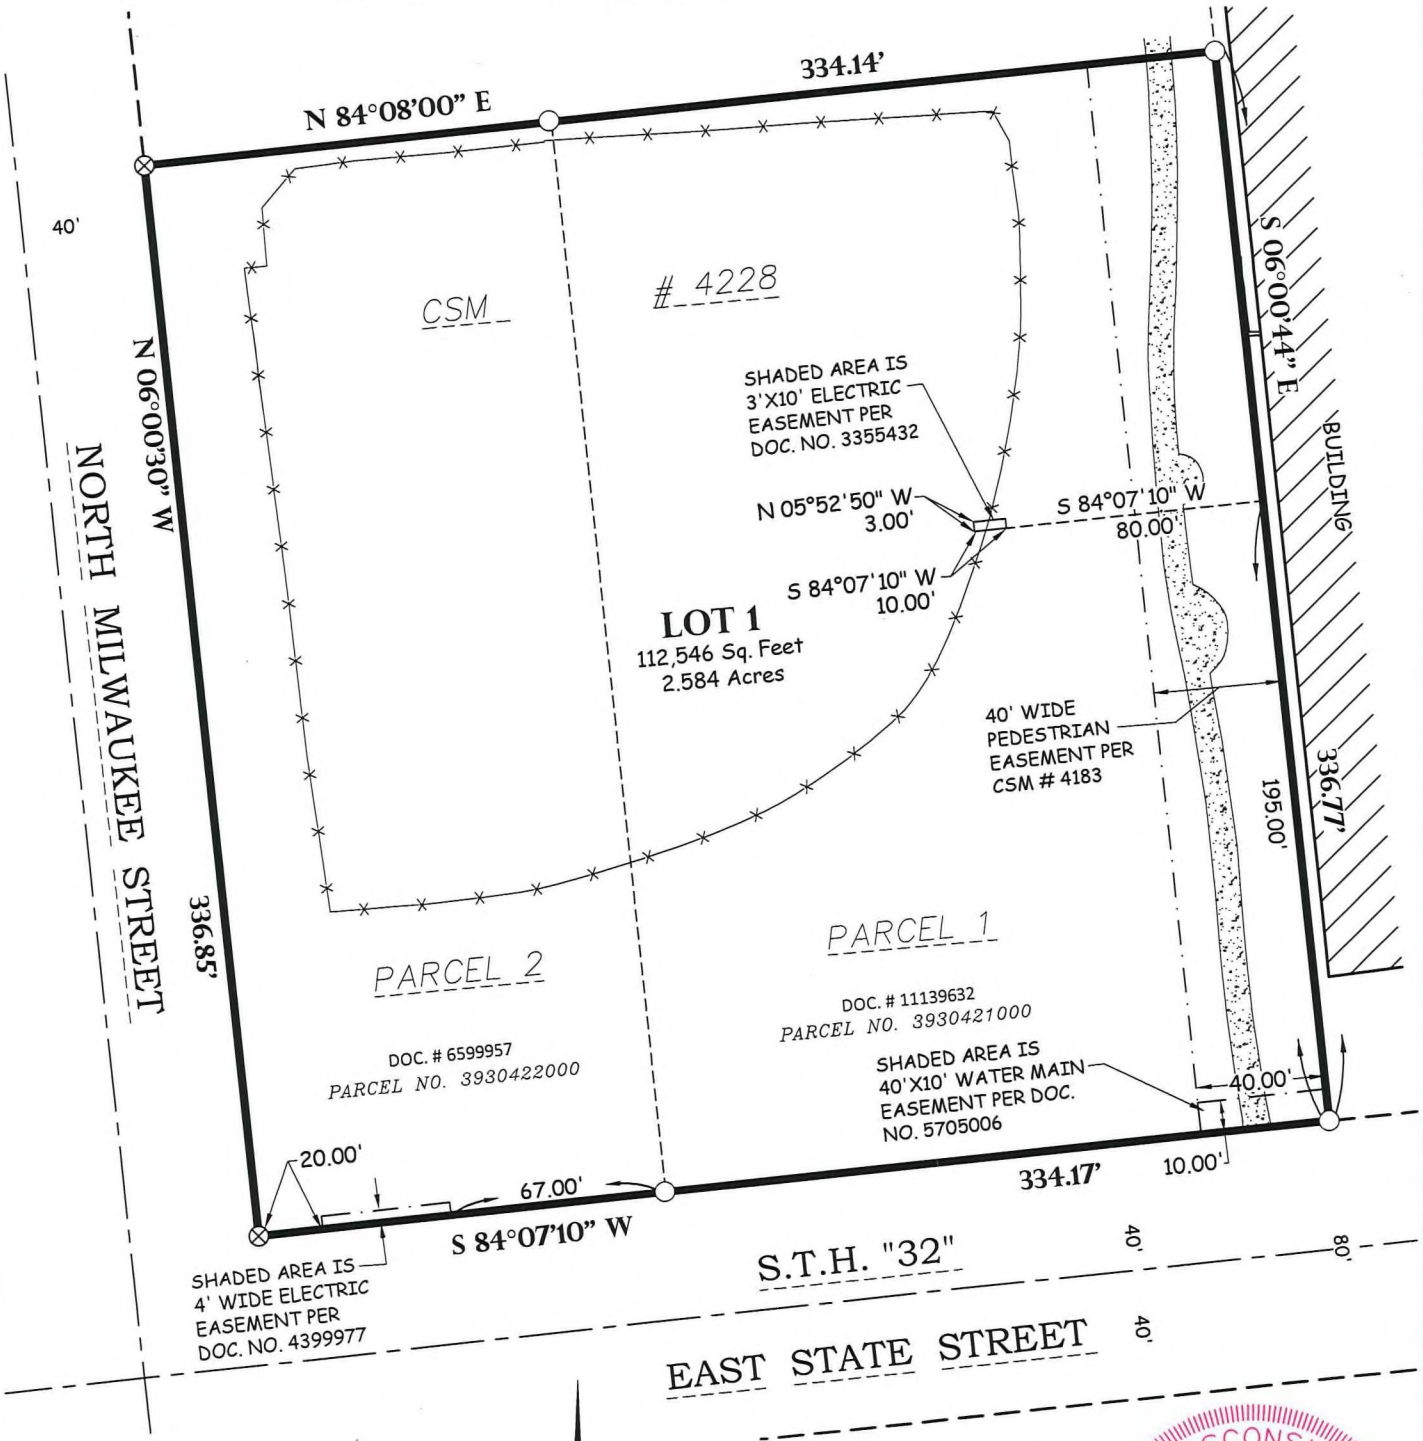 334.14'
N 84°08'00" E
40'
S 06°00'44" E
CSM # 4228
N 06°00'30" W
SHADED AREA IS
3'X10' ELECTRIC
EASEMENT PER
DOC. NO. 3355432
BUILDING
NORTH MILWAUKEE STREET
N 05°52'50" W
3.00'
S 84°07'10" W
80.00'
S 84°07'10" W
10.00'
LOT 1
112,546 Sq. Feet
2.584 Acres
40' WIDE
PEDESTRIAN
EASEMENT PER
CSM # 4183
336.77'
195.00'
336.85'
PARCEL 1
PARCEL 2
DOC. # 11139632
PARCEL NO. 3930421000
DOC. # 6599957
PARCEL NO. 3930422000
SHADED AREA IS
40'X10' WATER MAIN
EASEMENT PER DOC.
NO. 5705006
40.00'
20.00'
67.00'
334.17'
10.00'
S 84°07'10" W
S.T.H. "32"
40'
80'
SHADED AREA IS
4' WIDE ELECTRIC
EASEMENT PER
DOC. NO. 4399977
EAST STATE STREET
40'